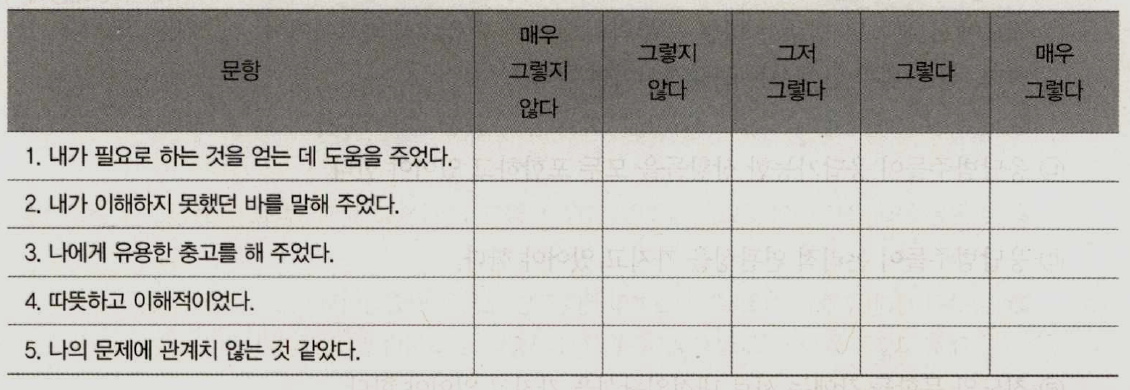 문항
매우
그렇지
않다
그렇지
않다
그저
그렇다
그렇다
매우
그렇다
1. 내가 필요로 하는 것을 얻는 데 도움을 주었다.
2. 내가 이해하지 못했던 바를 말해 주었다.
3. 나에게 유용한 충고를 해 주었다.
4. 따뜻하고 이해적이었다.
5. 나의 문제에 관계치 않는 것 같았다.